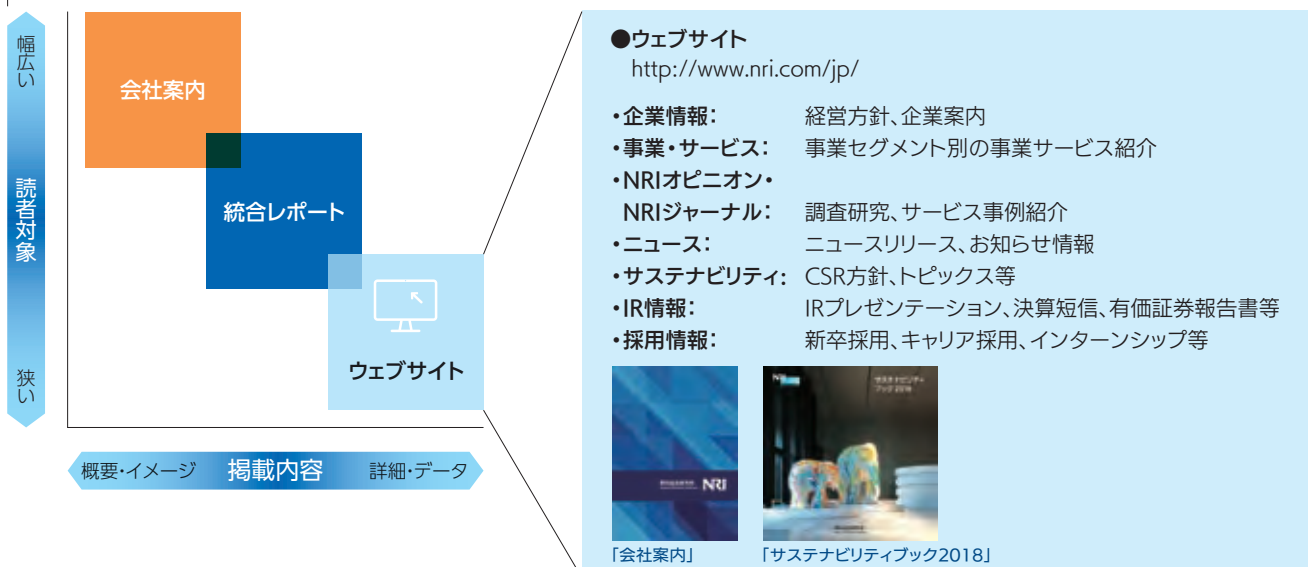 幅広い
読者対象
狭い
会社案内
統合レポート
ウェブサイト
概要・イメージ 掲載内容 詳細・データ
●ウェブサイト
http://www.nri.com/jp/
・企業情報： 経営方針、企業案内
・事業・サービス： 事業セグメント別の事業サービス紹介
・NRIオピニオン・
NRIジャーナル： 調査研究、サービス事例紹介
・ニュース： ニュースリリース、お知らせ情報
・サステナビリティ： CSR方針、トピックス等
・IR情報： IRプレゼンテーション、決算短信、有価証券報告書等
・採用情報： 新卒採用、キャリア採用、インターンシップ等
NRI
NRI
サステナビリティ
ブック2018
「会社案内」
「サステナビリティブック2018」